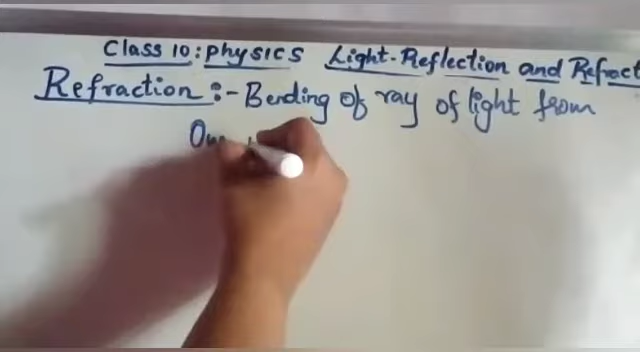 Class 10: Physics Light-Reflection and Refract
Refraction :- Bending of ray of light from